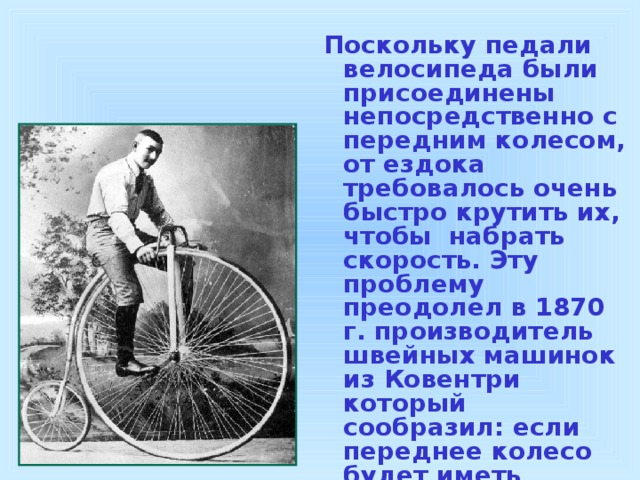 Поскольку педали
велосипеда были
присоединены
непосредственно с
передним колесом,
от ездока
требовалось очень
быстро крутить их,
чтобы набрать
скорость. Эту
проблему
преодолел в 1870
г. производитель
швейных машинок
из Ковентри
который
сообразил: если
переднее колесо
будет иметь